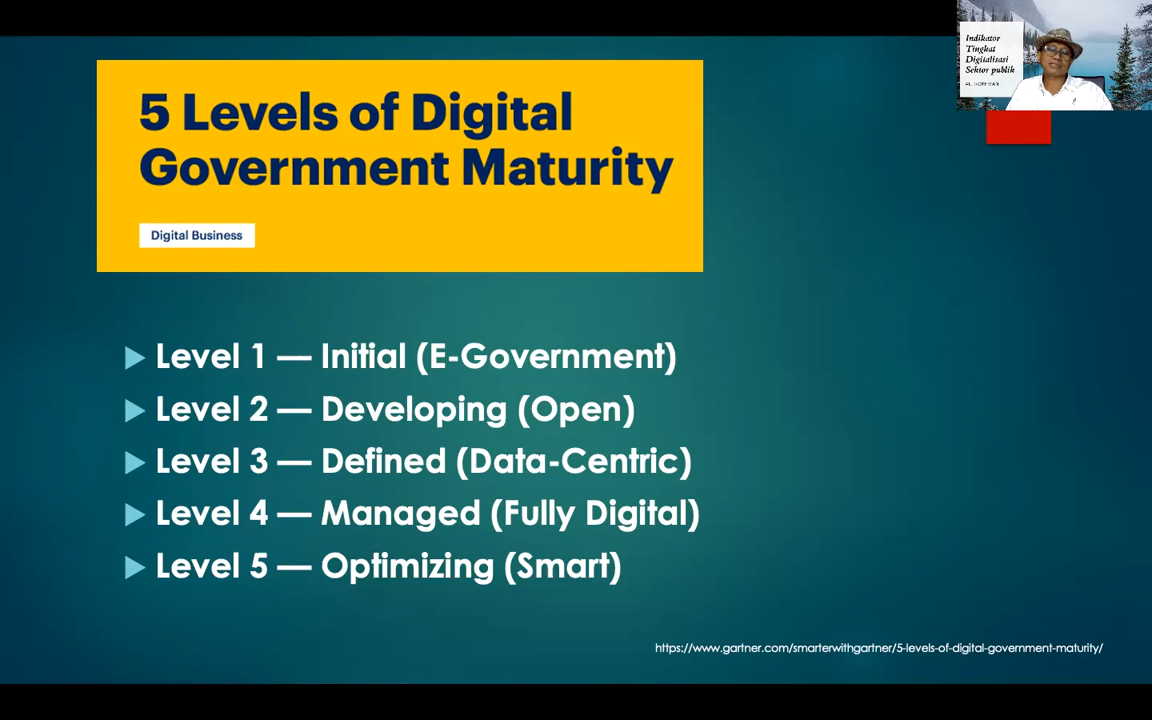 5 Levels of Digital
Government Maturity
Digital Business
Level 1 — Initial (E-Government)
Level 2 — Developing (Open)
Level 3 — Defined (Data-Centric)
Level 4 — Managed (Fully Digital)
Level 5 — Optimizing (Smart)
https://www.gartner.com/smarterwithgartner/5-levels-of-digital-government-maturity/
Indikator
Tingkat
Digitalisasi
Sektor publik